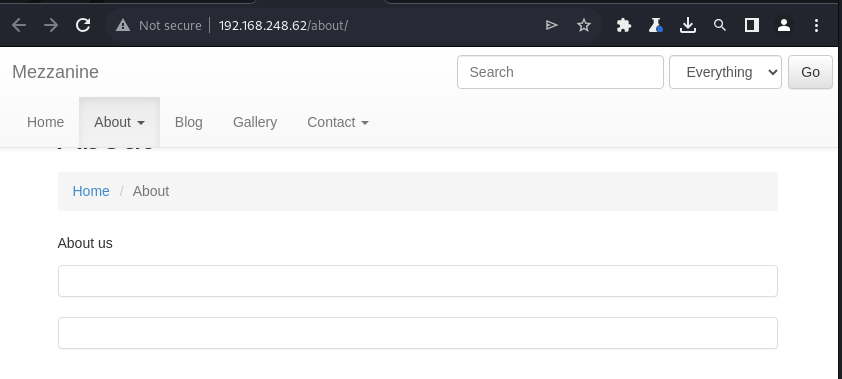 Not secure | 192.168.248.62/about/
Mezzanine
Search
Everything
Go
Home
About
Blog
Gallery
Contact
Home / About
About us